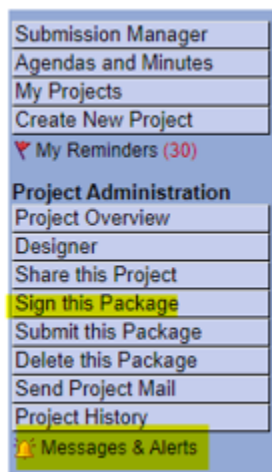 Submission Manager
Agendas and Minutes
My Projects
Create New Project
My Reminders (30)
Project Administration
Project Overview
Designer
Share this Project
Sign this Package
Submit this Package
Delete this Package
Send Project Mail
Project History
Messages & Alerts